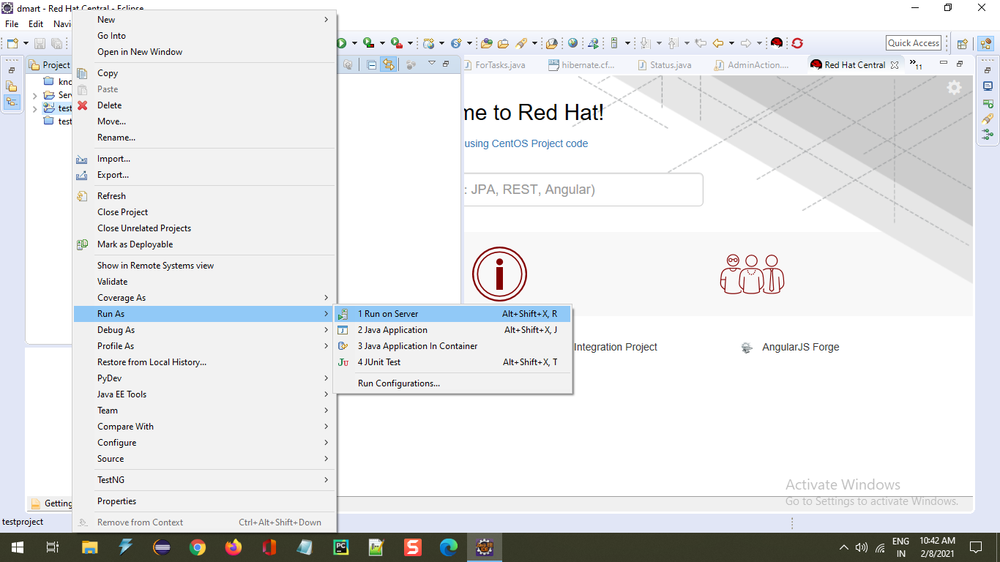 dmart - Red Hat Central - Eclipse
File Edit Navi
Quick Access
Project
kno
Ser
test
test
ForTasks.java
hibernate.cf...
Status.java
AdminAction....
Red Hat Central
11
New
Go Into
Open in New Window
Copy
Paste
Delete
Move...
Rename...
Import...
Export...
Refresh
Close Project
Close Unrelated Projects
Mark as Deployable
Show in Remote Systems view
Validate
Coverage As
Run As
Debug As
Profile As
Restore from Local History...
PyDev
Java EE Tools
Team
Compare With
Configure
Source
TestNG
Properties
Remove from Context Ctrl+Alt+Shift+Down
1 Run on Server Alt+Shift+X, R
2 Java Application Alt+Shift+X, J
3 Java Application In Container
4 JUnit Test Alt+Shift+X, T
Run Configurations...
me to Red Hat!
using CentOS Project code
: JPA, REST, Angular)
Integration Project
AngularJS Forge
Activate Windows
Go to Settings to activate Windows.
Getting
testproject
ENG
IN
10:42 AM
2/8/2021